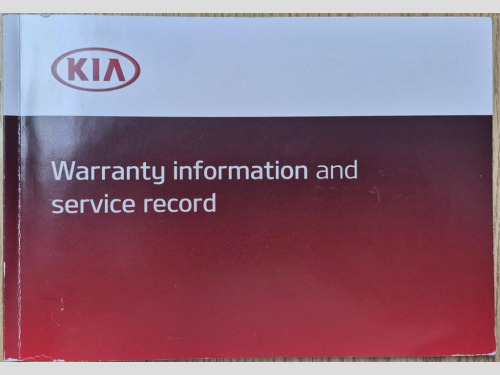 KIA
Warranty information and
service record